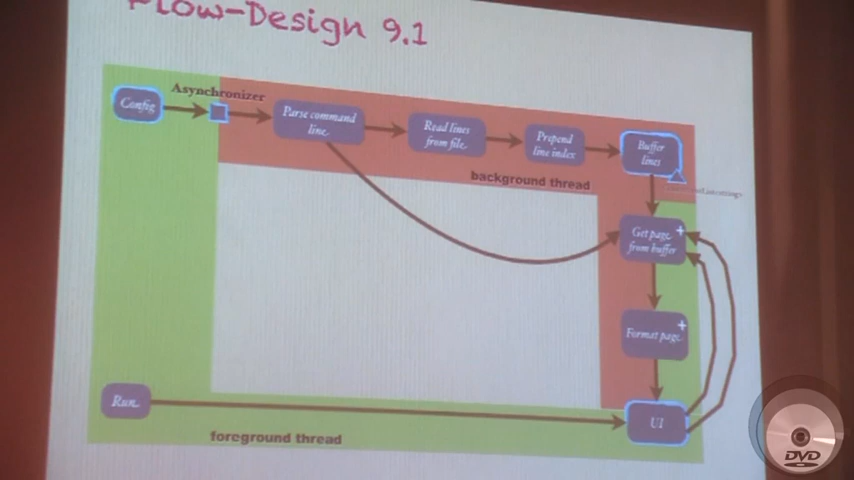 Flow-Design 9.1
Asynchronizer
Config
Parse command
line
Read lines
from file
Prepend
line index
Buffer
lines
background thread
Get page
from buffer
Format page
Run
UI
foreground thread
DVD